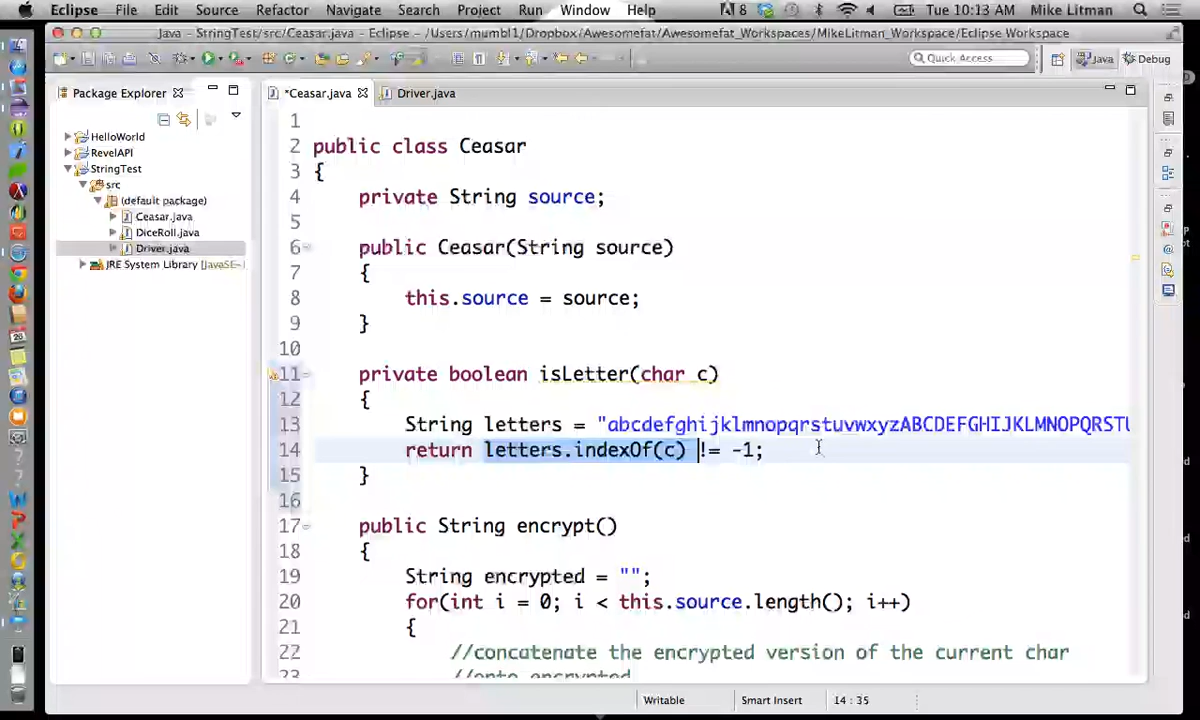 Eclipse File Edit Source Refactor Navigate Search Project Run Window Help 8 Tue 10:13 AM Mike Litman
Java - StringTest/src/Ceasar.java - Eclipse - /Users/mumbl1/Dropbox/Awesomefat/Awesomefat_Workspaces/MikeLitman_Workspace/Eclipse Workspace
Quick Access Java Debug
Package Explorer
*Ceasar.java Driver.java
HelloWorld
RevelAPI
StringTest
src
(default package)
Ceasar.java
DiceRoll.java
Driver.java
JRE System Library [JavaSE-
1
2 public class Ceasar
3 {
4 private String source;
5
6 public Ceasar(String source)
7 {
8 this.source = source;
9 }
10
11 private boolean isLetter(char c)
12 {
13 String letters = "abcdefghijklmnopqrstuvwxyzABCDEFGHIJKLMNOPQRSTU
14 return letters.indexOf(c) != -1;
15 }
16
17 public String encrypt()
18 {
19 String encrypted = "";
20 for(int i = 0; i < this.source.length(); i++)
21 {
22 //concatenate the encrypted version of the current char
23 //onto encrypted
Writable Smart Insert 14 : 35